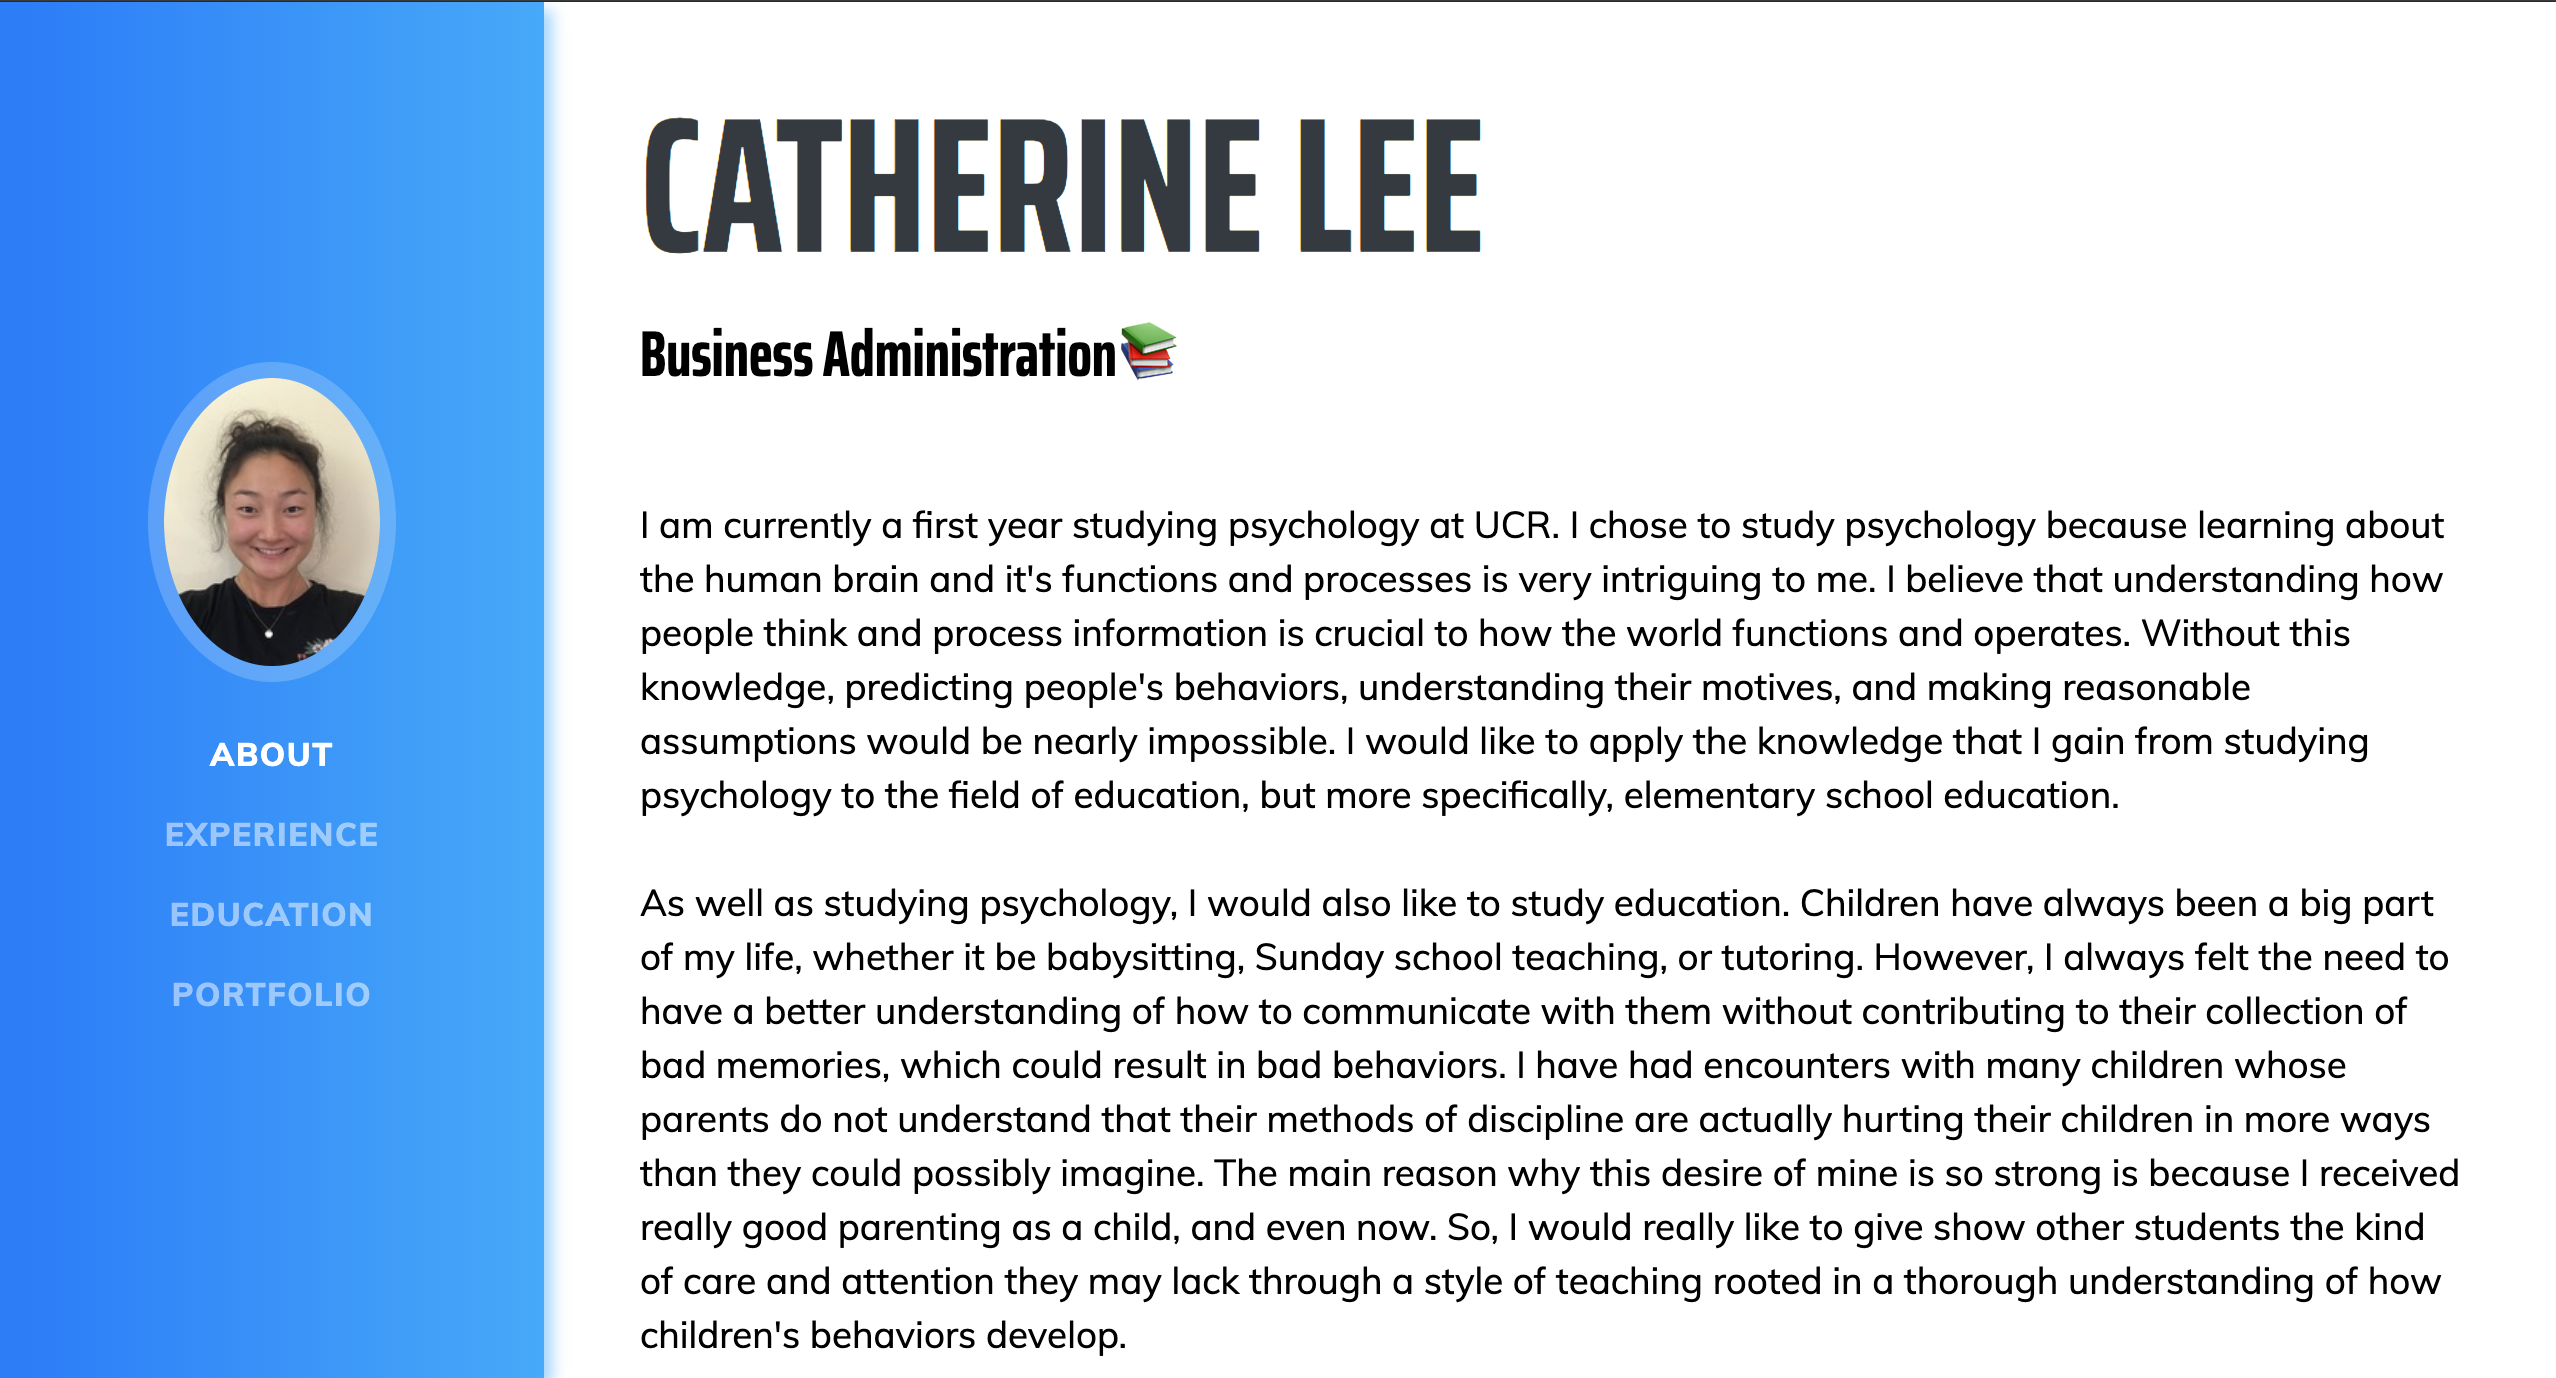 CATHERINE LEE
Business Administration📚
I am currently a first year studying psychology at UCR. I chose to study psychology because learning about
the human brain and it's functions and processes is very intriguing to me. I believe that understanding how
people think and process information is crucial to how the world functions and operates. Without this
knowledge, predicting people's behaviors, understanding their motives, and making reasonable
assumptions would be nearly impossible. I would like to apply the knowledge that I gain from studying
psychology to the field of education, but more specifically, elementary school education.
As well as studying psychology, I would also like to study education. Children have always been a big part
of my life, whether it be babysitting, Sunday school teaching, or tutoring. However, I always felt the need to
have a better understanding of how to communicate with them without contributing to their collection of
bad memories, which could result in bad behaviors. I have had encounters with many children whose
parents do not understand that their methods of discipline are actually hurting their children in more ways
than they could possibly imagine. The main reason why this desire of mine is so strong is because I received
really good parenting as a child, and even now. So, I would really like to give show other students the kind
of care and attention they may lack through a style of teaching rooted in a thorough understanding of how
children's behaviors develop.
ABOUT
EXPERIENCE
EDUCATION
PORTFOLIO